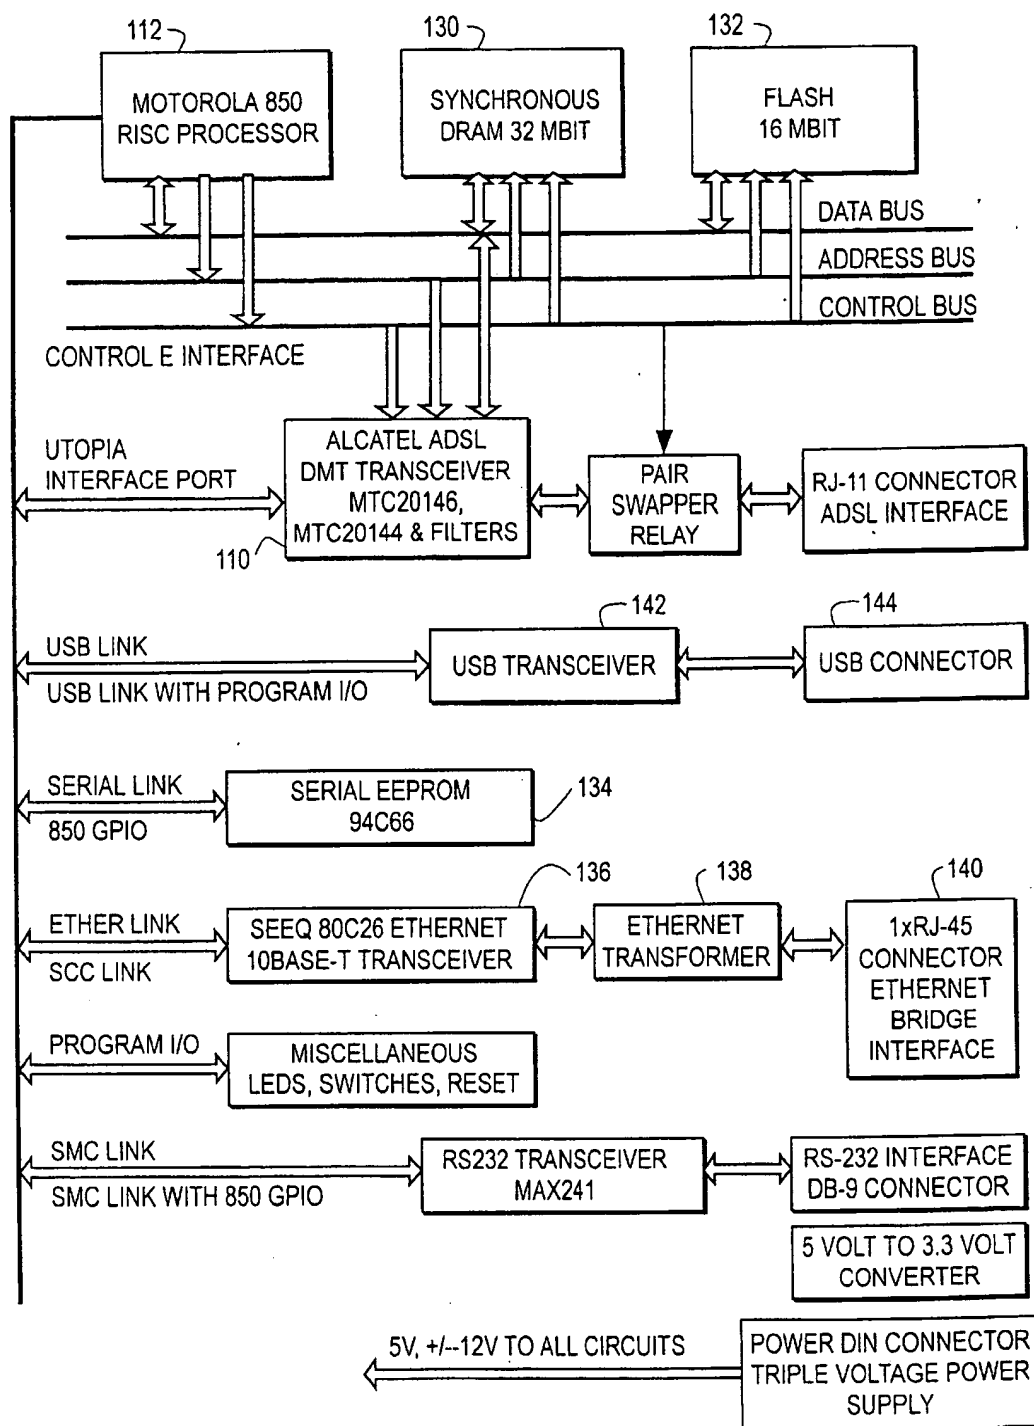 112
130
132
MOTOROLA 850
RISC PROCESSOR
SYNCHRONOUS
DRAM 32 MBIT
FLASH
16 MBIT
DATA BUS
ADDRESS BUS
CONTROL BUS
CONTROL E INTERFACE
UTOPIA
INTERFACE PORT
ALCATEL ADSL
DMT TRANSCEIVER
MTC20146,
MTC20144 & FILTERS
110
PAIR
SWAPPER
RELAY
RJ-11 CONNECTOR
ADSL INTERFACE
142
144
USB LINK
USB LINK WITH PROGRAM I/O
USB TRANSCEIVER
USB CONNECTOR
SERIAL LINK
850 GPIO
SERIAL EEPROM
94C66
134
136
138
140
ETHER LINK
SCC LINK
SEEQ 80C26 ETHERNET
10BASE-T TRANSCEIVER
ETHERNET
TRANSFORMER
1xRJ-45
CONNECTOR
ETHERNET
BRIDGE
INTERFACE
PROGRAM I/O
MISCELLANEOUS
LEDS, SWITCHES, RESET
SMC LINK
SMC LINK WITH 850 GPIO
RS232 TRANSCEIVER
MAX241
RS-232 INTERFACE
DB-9 CONNECTOR
5 VOLT TO 3.3 VOLT
CONVERTER
5V, +/--12V TO ALL CIRCUITS
POWER DIN CONNECTOR
TRIPLE VOLTAGE POWER
SUPPLY